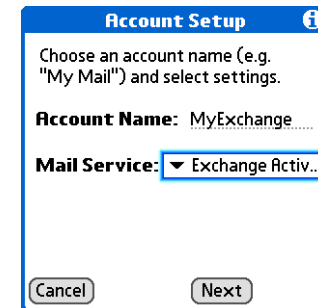 Account Setup
Choose an account name (e.g.
"My Mail") and select settings.
Account Name: MyExchange
Mail Service: Exchange Activ..
Cancel Next